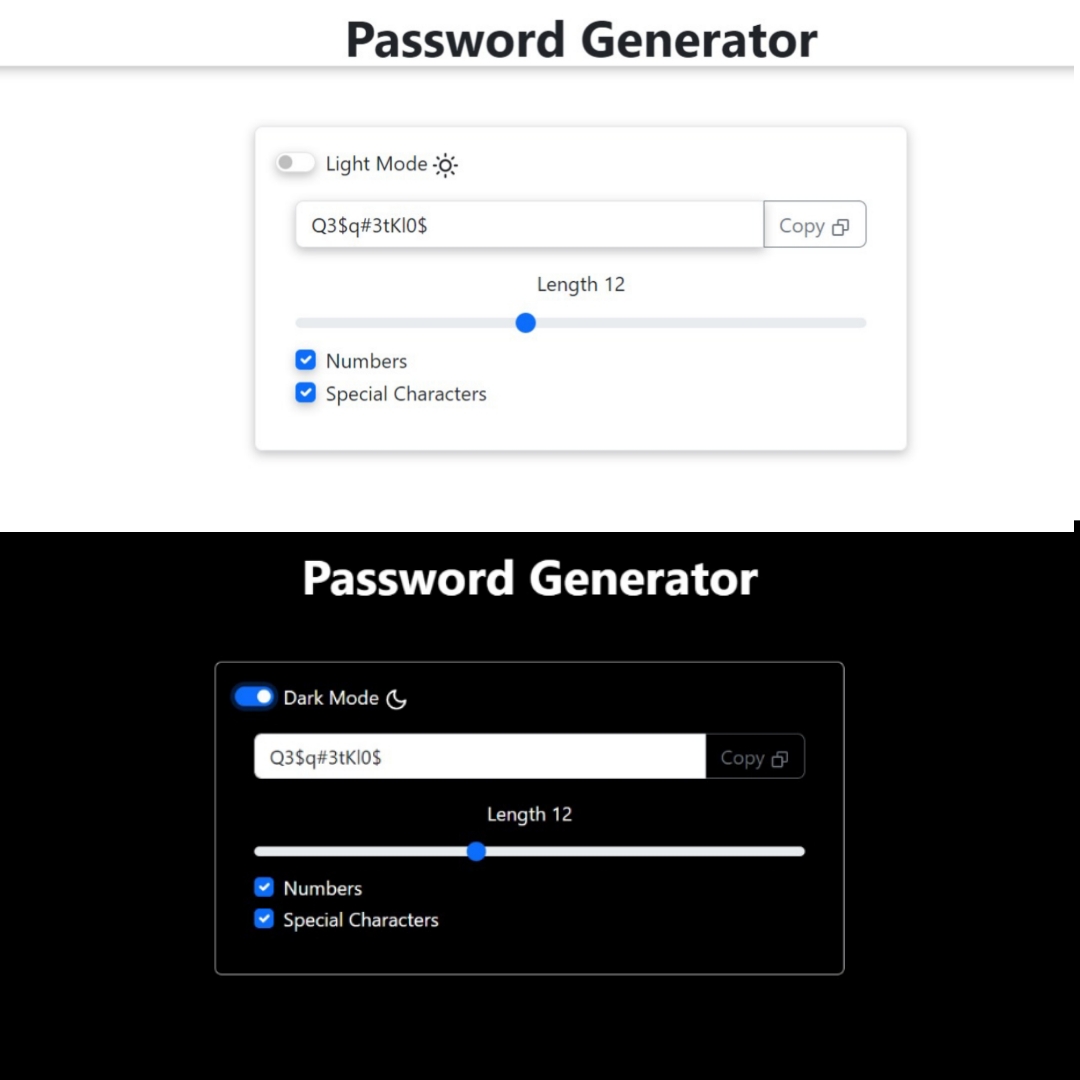 Password Generator
Light Mode
Q3$q#3tKl0$
Copy
Length 12
Numbers
Special Characters
Password Generator
Dark Mode
Q3$q#3tKl0$
Copy
Length 12
Numbers
Special Characters